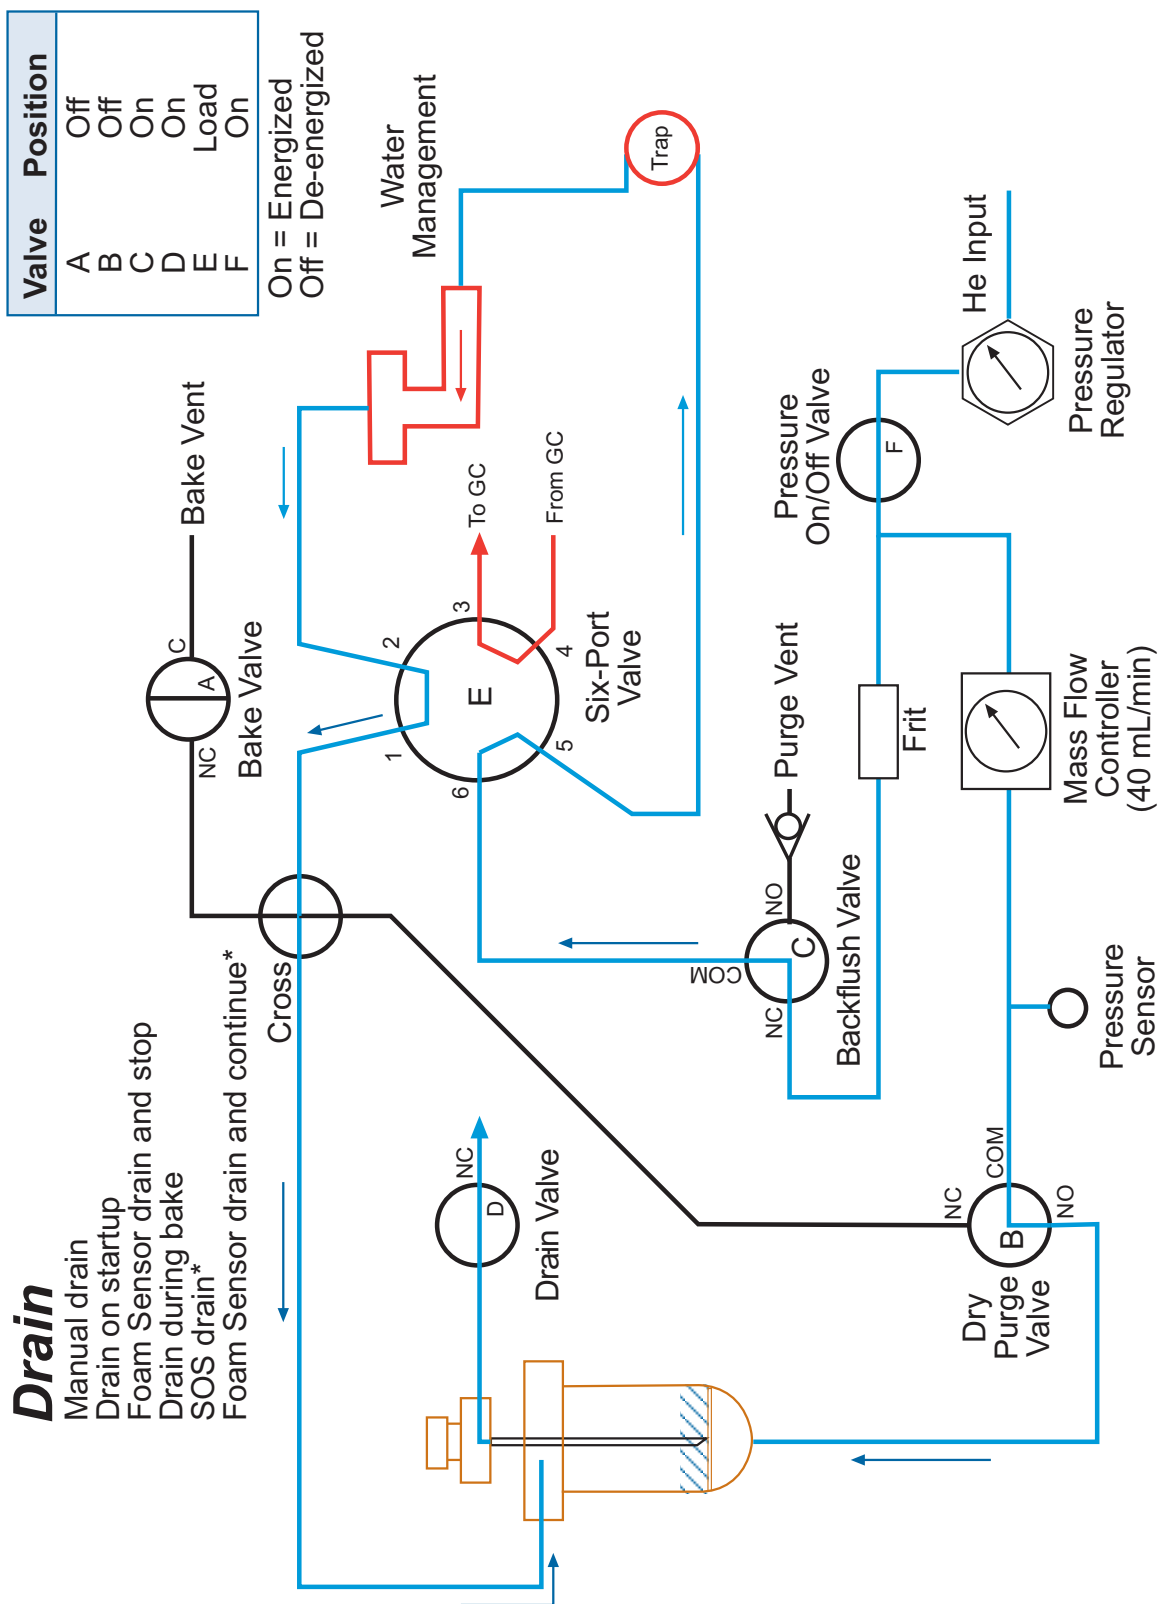 Drain
Manual drain
Drain on startup
Foam Sensor drain and stop
Drain during bake
SOS drain*
Foam Sensor drain and continue*
Valve Position
A Off
B Off
C On
D On
E Load
F On
On = Energized
Off = De-energized
Bake Vent
C
A
NC
Bake Valve
Cross
Water
Management
Trap
To GC
From GC
1
2
3
4
5
6
E
Six-Port
Valve
NC
D
Drain Valve
Purge Vent
NO
COM
C
NC
Backflush Valve
Pressure
On/Off Valve
F
He Input
Pressure
Regulator
Frit
Mass Flow
Controller
(40 mL/min)
Pressure
Sensor
NC
COM
B
NO
Dry
Purge
Valve